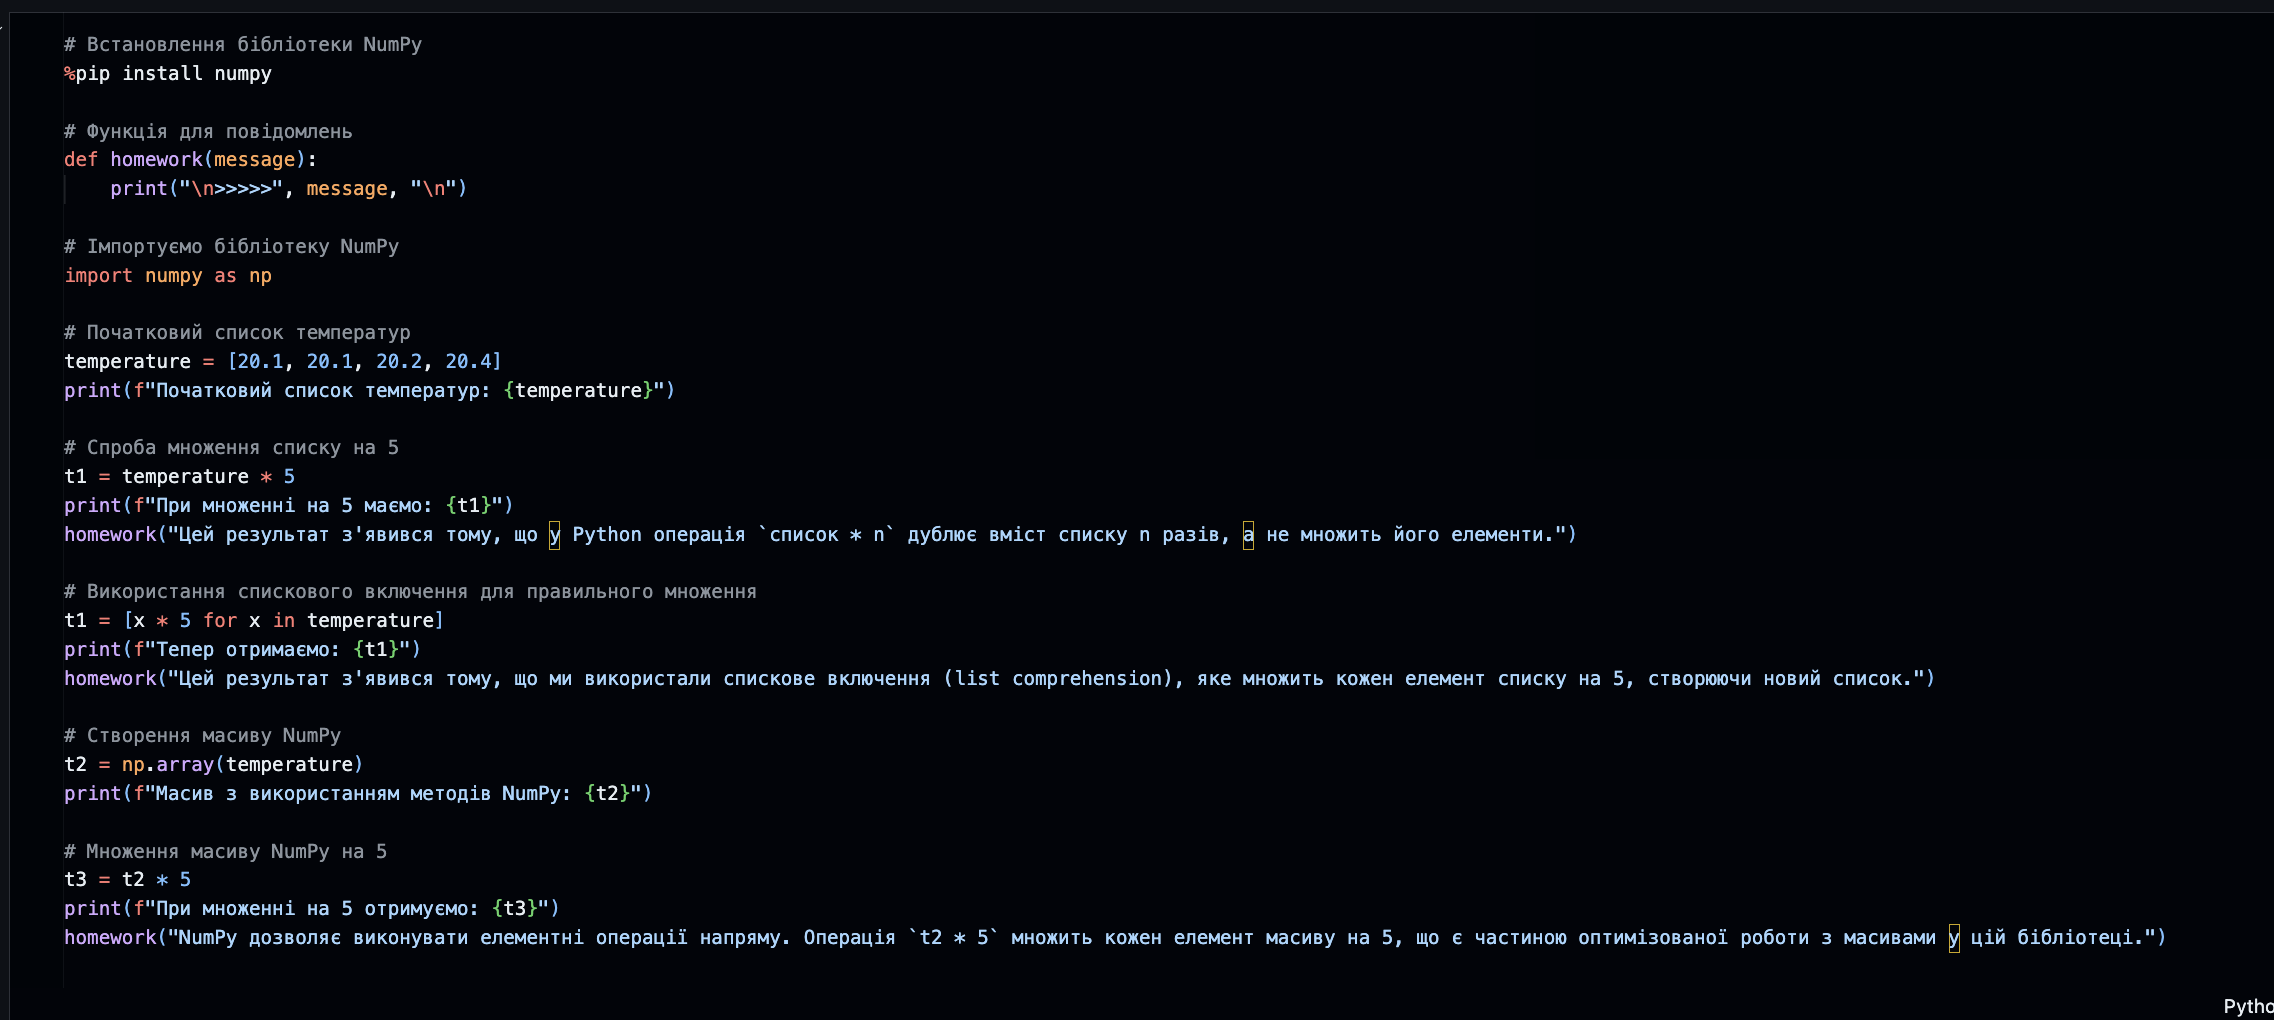 # Встановлення бібліотеки NumPy
%pip install numpy
# Функція для повідомлень
def homework(message):
    print("\n>>>>>", message, "\n")
# Імпортуємо бібліотеку NumPy
import numpy as np
# Початковий список температур
temperature = [20.1, 20.1, 20.2, 20.4]
print(f"Початковий список температур: {temperature}")
# Спроба множення списку на 5
t1 = temperature * 5
print(f"При множенні на 5 маємо: {t1}")
homework("Цей результат з'явився тому, що у Python операція `список * n` дублює вміст списку n разів, а не множить його елементи.")
# Використання спискового включення для правильного множення
t1 = [x * 5 for x in temperature]
print(f"Тепер отримаємо: {t1}")
homework("Цей результат з'явився тому, що ми використали спискове включення (list comprehension), яке множить кожен елемент списку на 5, створюючи новий список.")
# Створення масиву NumPy
t2 = np.array(temperature)
print(f"Масив з використанням методів NumPy: {t2}")
# Множення масиву NumPy на 5
t3 = t2 * 5
print(f"При множенні на 5 отримуємо: {t3}")
homework("NumPy дозволяє виконувати елементні операції напряму. Операція `t2 * 5` множить кожен елемент масиву на 5, що є частиною оптимізованої роботи з масивами у цій бібліотеці.")
Pytho